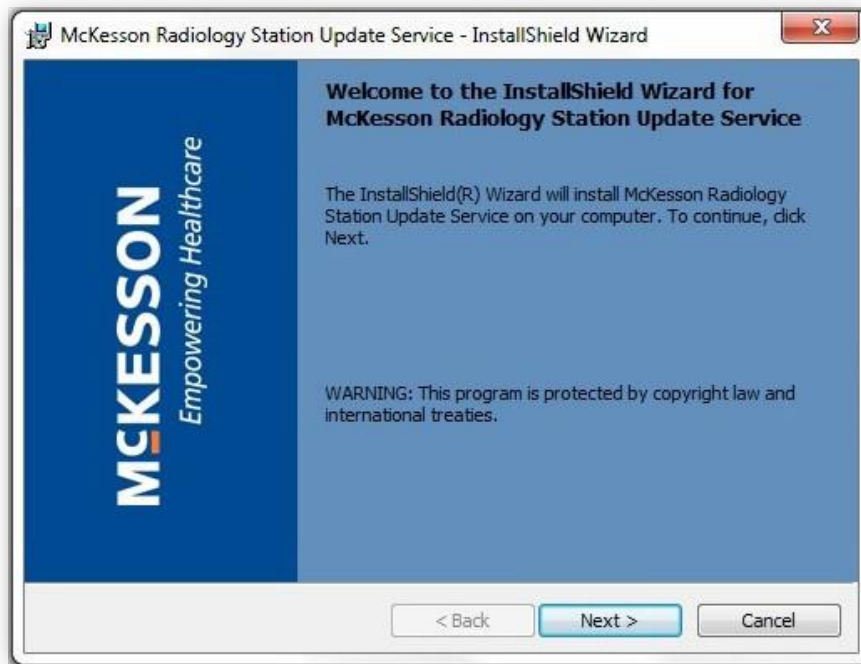 McKesson Radiology Station Update Service - InstallShield Wizard
Welcome to the InstallShield Wizard for
McKesson Radiology Station Update Service
The InstallShield(R) Wizard will install McKesson Radiology
Station Update Service on your computer. To continue, click
Next.
WARNING: This program is protected by copyright law and
international treaties.
MCKESSON
Empowering Healthcare
< Back
Next >
Cancel